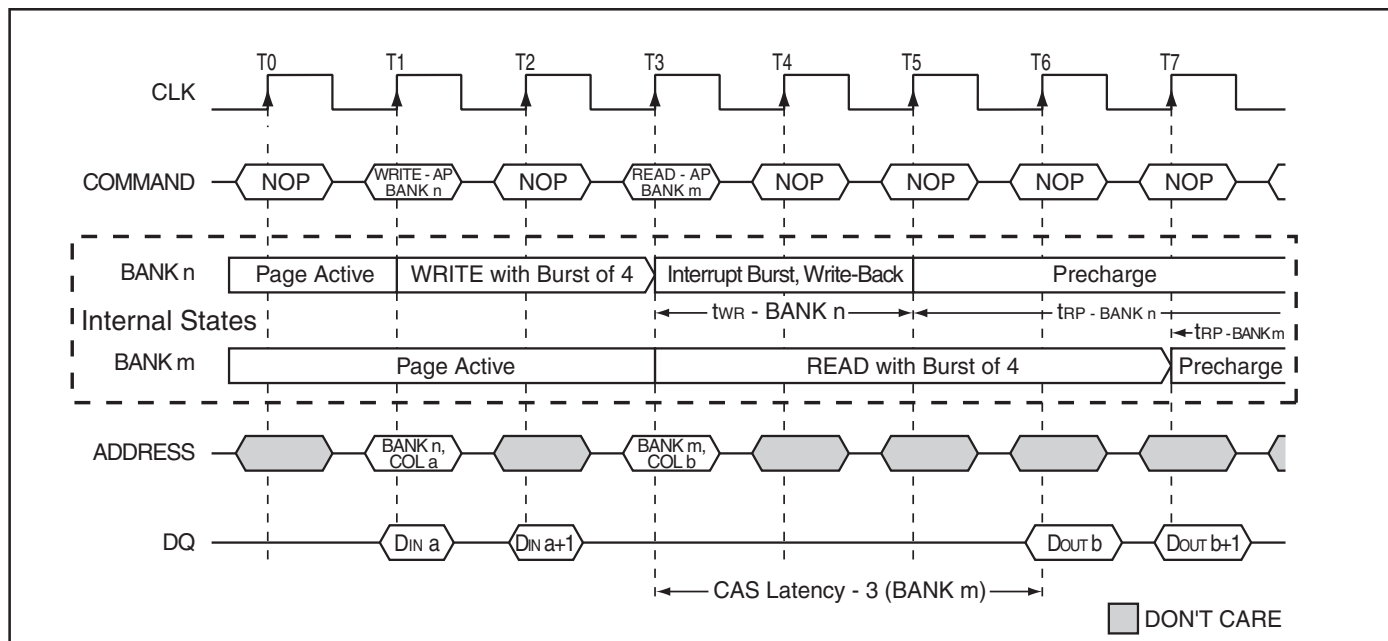 T0 T1 T2 T3 T4 T5 T6 T7
CLK
COMMAND NOP WRITE - AP BANK n NOP READ - AP BANK m NOP NOP NOP NOP
BANK n Page Active WRITE with Burst of 4 Interrupt Burst, Write-Back Precharge
Internal States tWR - BANK n tRP - BANK n
tRP - BANK m
BANK m Page Active READ with Burst of 4 Precharge
ADDRESS BANK n, COL a BANK m, COL b
DQ DIN a DIN a+1 DOUT b DOUT b+1
CAS Latency - 3 (BANK m)
DON'T CARE